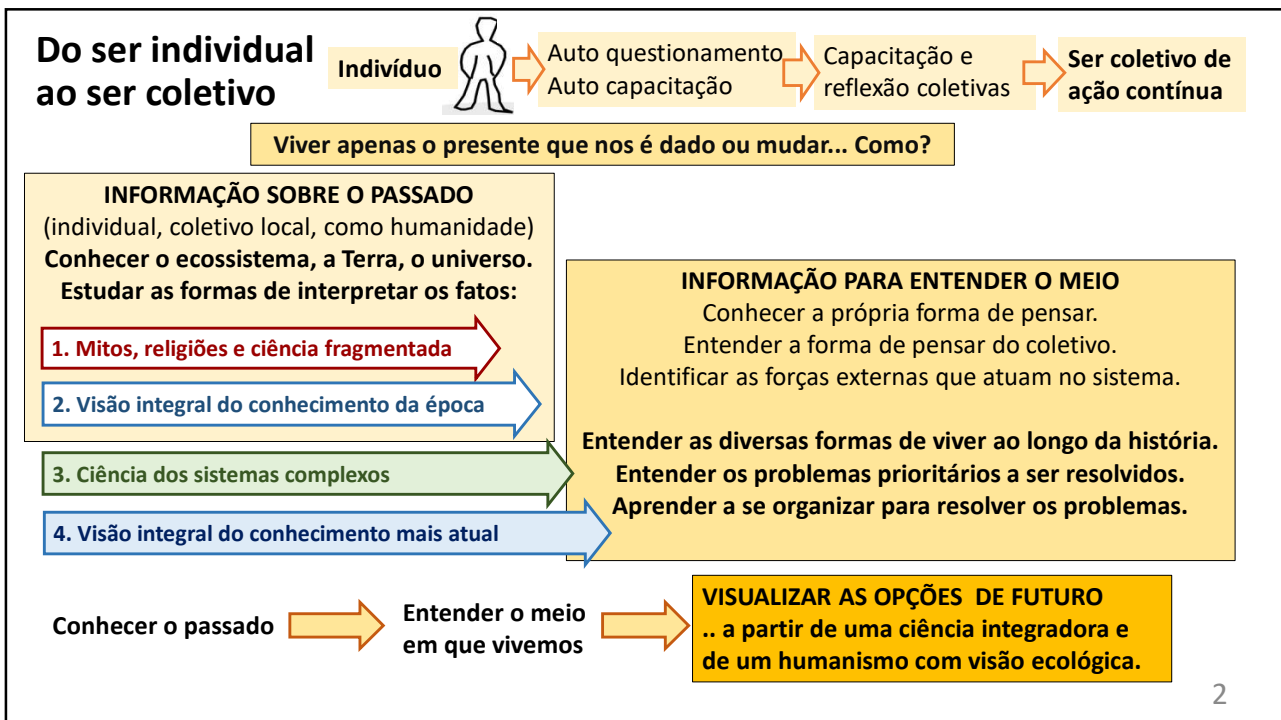 Do ser individual
ao ser coletivo
Indivíduo
Auto questionamento
Auto capacitação
Capacitação e
reflexão coletivas
Ser coletivo de
ação contínua
Viver apenas o presente que nos é dado ou mudar... Como?
INFORMAÇÃO SOBRE O PASSADO
(individual, coletivo local, como humanidade)
Conhecer o ecossistema, a Terra, o universo.
Estudar as formas de interpretar os fatos:
1. Mitos, religiões e ciência fragmentada
2. Visão integral do conhecimento da época
3. Ciência dos sistemas complexos
4. Visão integral do conhecimento mais atual
INFORMAÇÃO PARA ENTENDER O MEIO
Conhecer a própria forma de pensar.
Entender a forma de pensar do coletivo.
Identificar as forças externas que atuam no sistema.
Entender as diversas formas de viver ao longo da história.
Entender os problemas prioritários a ser resolvidos.
Aprender a se organizar para resolver os problemas.
Conhecer o passado
Entender o meio
em que vivemos
VISUALIZAR AS OPÇÕES DE FUTURO
.. a partir de uma ciência integradora e
de um humanismo com visão ecológica.
2